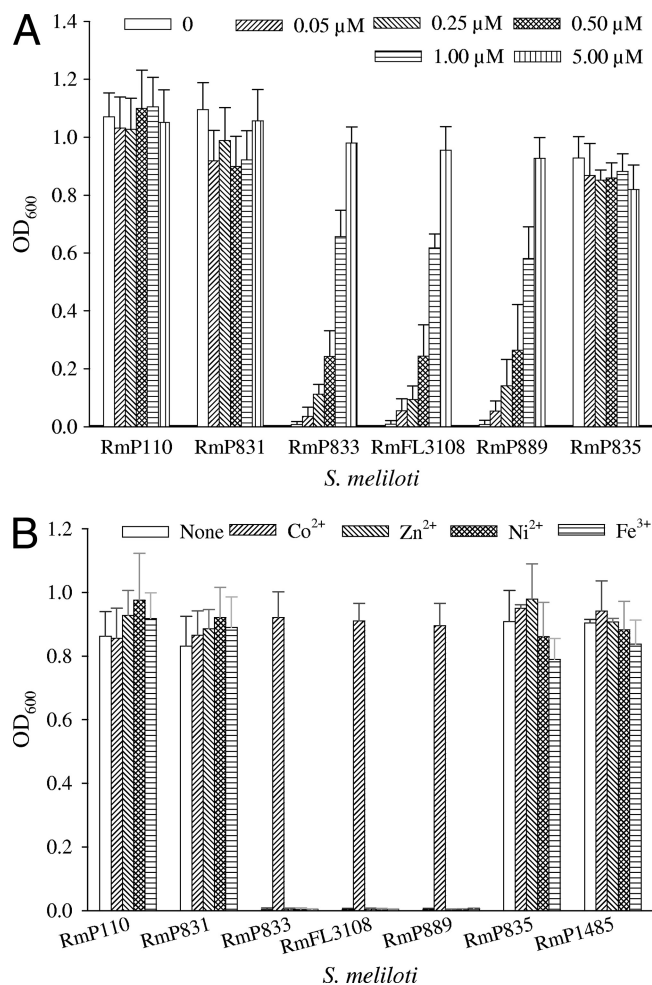 A
0 0.05 µM 0.25 µM 0.50 µM
1.00 µM 5.00 µM
1.4
1.2
1.0
0.8
0.6
0.4
0.2
0.0
OD600
RmP110 RmP831 RmP833 RmFL3108 RmP889 RmP835
S. meliloti
B
None Co2+ Zn2+ Ni2+ Fe3+
1.2
1.0
0.8
0.6
0.4
0.2
0.0
OD600
RmP110 RmP831 RmP833 RmFL3108 RmP889 RmP835 RmP1485
S. meliloti